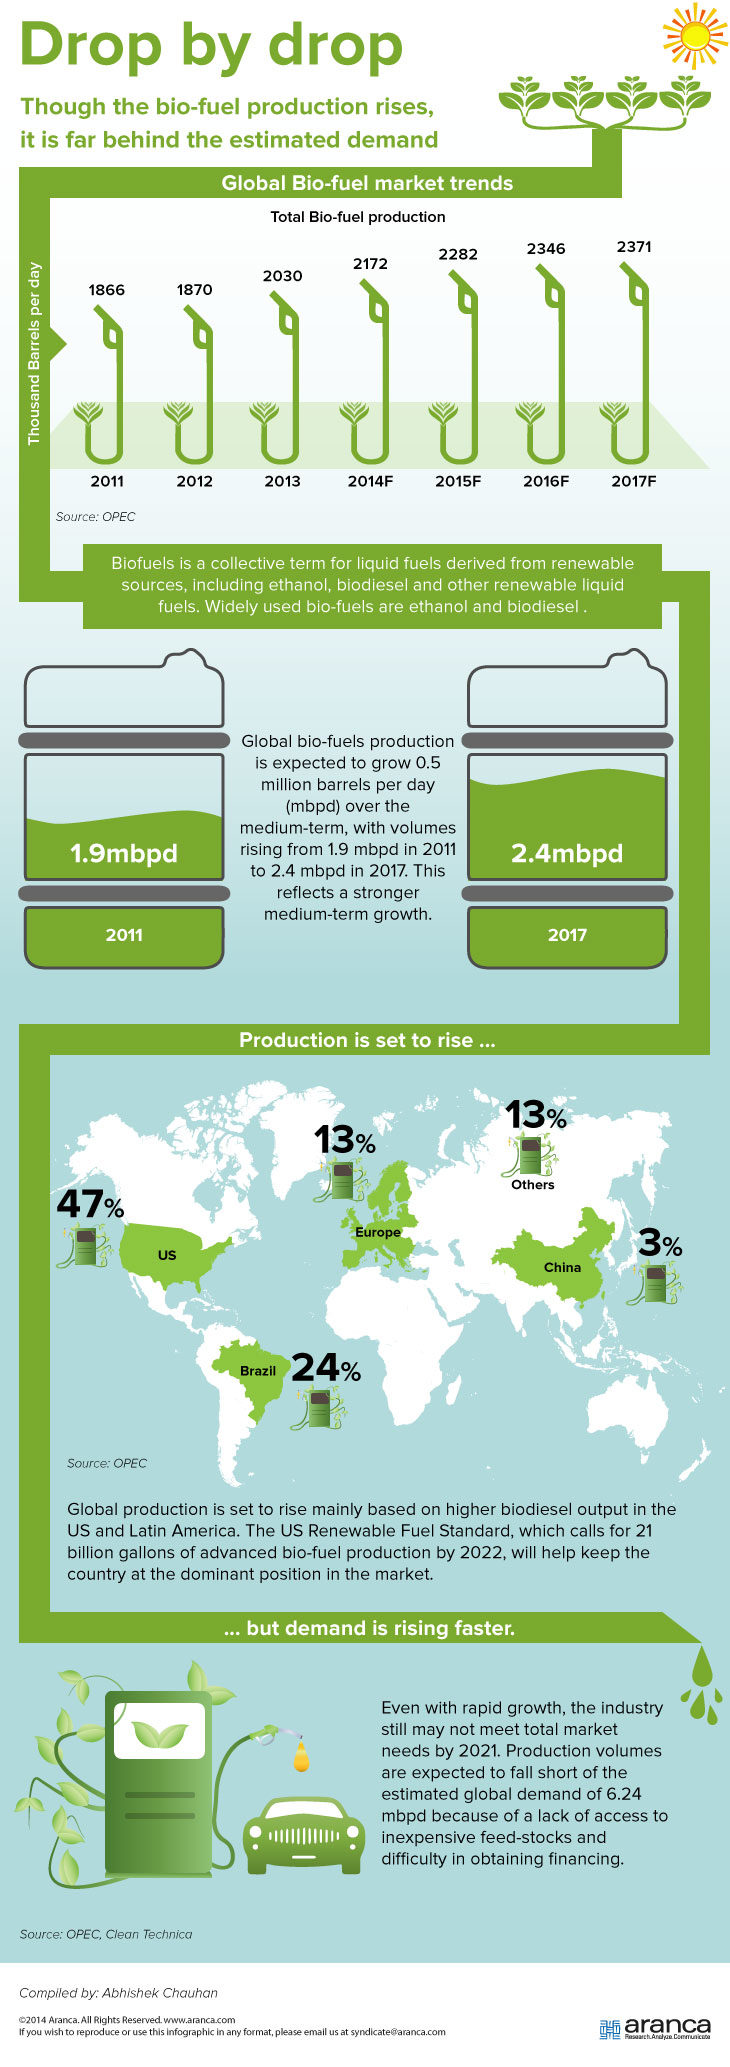 Drop by drop
Though the bio-fuel production rises,
it is far behind the estimated demand
Global Bio-fuel market trends
Total Bio-fuel production
Thousand Barrels per day
1866
1870
2030
2172
2282
2346
2371
2011
2012
2013
2014F
2015F
2016F
2017F
Source: OPEC
Biofuels is a collective term for liquid fuels derived from renewable
sources, including ethanol, biodiesel and other renewable liquid
fuels. Widely used bio-fuels are ethanol and biodiesel .
1.9mbpd
2011
Global bio-fuels production
is expected to grow 0.5
million barrels per day
(mbpd) over the
medium-term, with volumes
rising from 1.9 mbpd in 2011
to 2.4 mbpd in 2017. This
reflects a stronger
medium-term growth.
2.4mbpd
2017
Production is set to rise ...
47%
US
13%
Europe
13%
Others
3%
China
Brazil
24%
Source: OPEC
Global production is set to rise mainly based on higher biodiesel output in the
US and Latin America. The US Renewable Fuel Standard, which calls for 21
billion gallons of advanced bio-fuel production by 2022, will help keep the
country at the dominant position in the market.
... but demand is rising faster.
Even with rapid growth, the industry
still may not meet total market
needs by 2021. Production volumes
are expected to fall short of the
estimated global demand of 6.24
mbpd because of a lack of access to
inexpensive feed-stocks and
difficulty in obtaining financing.
Source: OPEC, Clean Technica
Compiled by: Abhishek Chauhan
©2014 Aranca. All Rights Reserved. www.aranca.com
If you wish to reproduce or use this infographic in any format, please email us at syndicate@aranca.com
aranca
Research.Analyze.Communicate